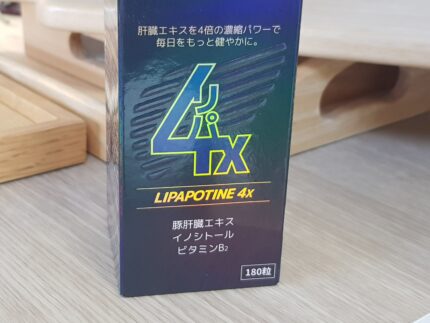 肝臓エキスを4倍の濃縮パワーで
毎日をもっと健やかに。
リパ
4TX
LIPAPOTINE 4x
豚肝臓エキス
イノシトール
ビタミンB₂
180粒